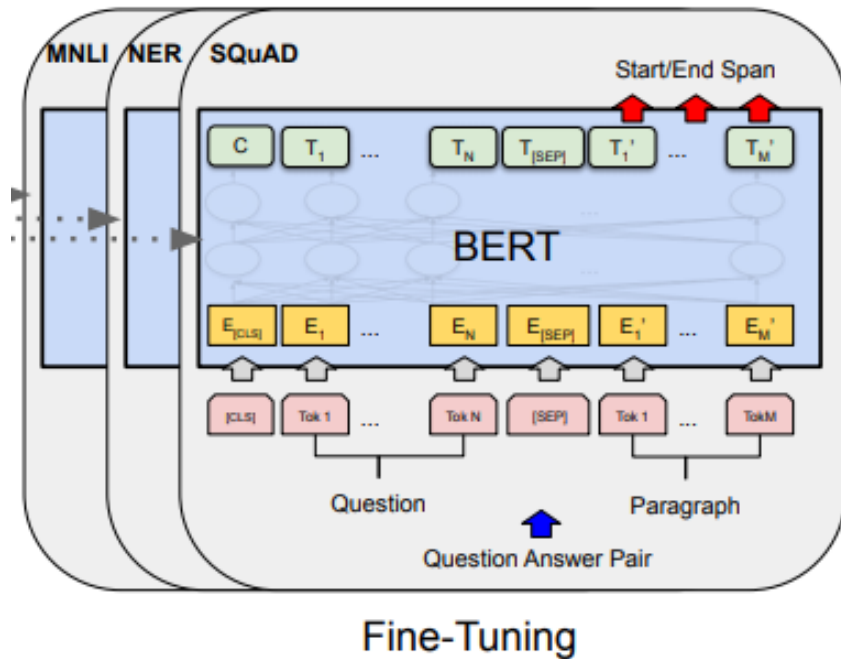 MNLI NER SQuAD
Start/End Span
C T1 ... TN T[SEP] T1' ... TM'
...
BERT
...
E[CLS] E1 ... EN E[SEP] E1' ... EM'
[CLS] Tok 1 ... Tok N [SEP] Tok 1 ... TokM
Question Paragraph
Question Answer Pair
Fine-Tuning